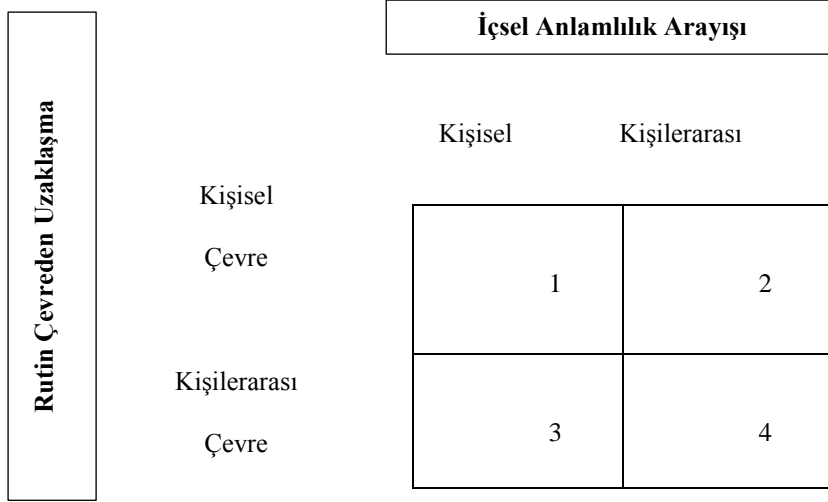 İçsel Anlamlılık Arayışı
Rutin Çevreden Uzaklaşma
Kişisel Kişilerarası
Kişisel
Çevre
1 2
Kişilerarası
Çevre
3 4